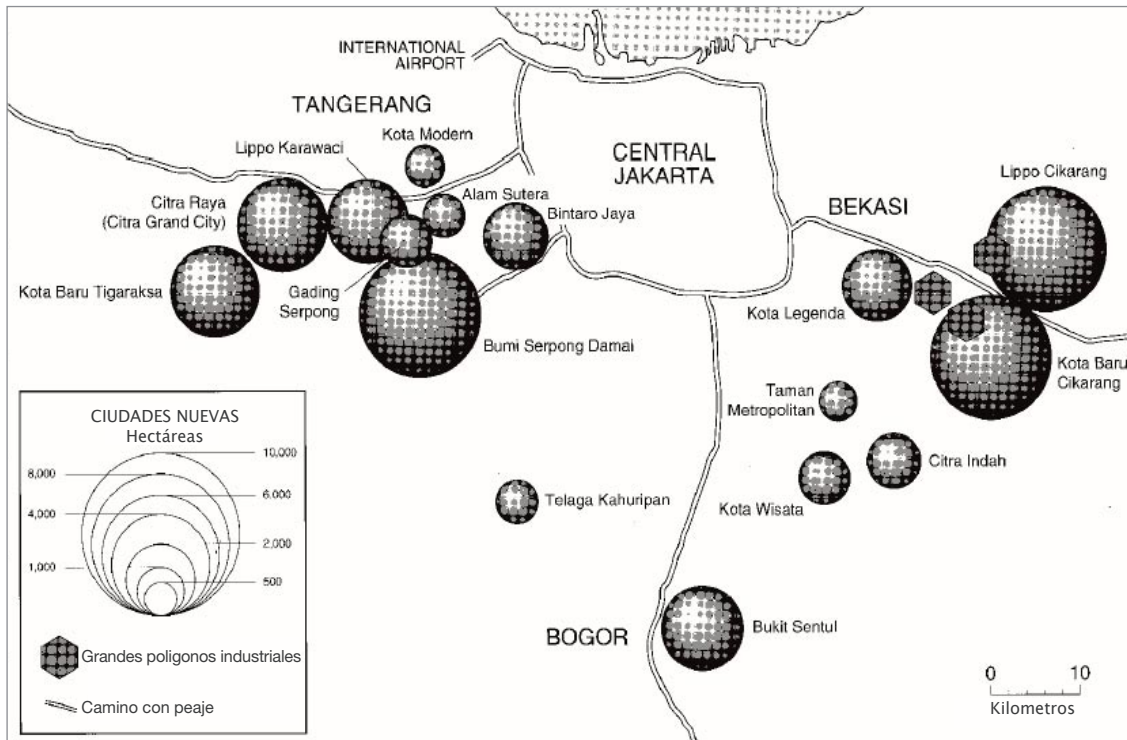 INTERNATIONAL
AIRPORT
TANGERANG
Kota Modern
Lippo Karawaci
CENTRAL
JAKARTA
Lippo Cikarang
Citra Raya
(Citra Grand City)
Alam Sutera
Bintaro Jaya
BEKASI
Kota Baru Tigaraksa
Gading
Serpong
Kota Legenda
Bumi Serpong Damai
Kota Baru
Cikarang
Taman
Metropolitan
Citra Indah
Kota Wisata
Telaga Kahuripan
BOGOR
Bukit Sentul
CIUDADES NUEVAS
Hectáreas
10,000
8,000
6,000
4,000
2,000
1,000
500
Grandes poligonos industriales
Camino con peaje
0 10
Kilometros